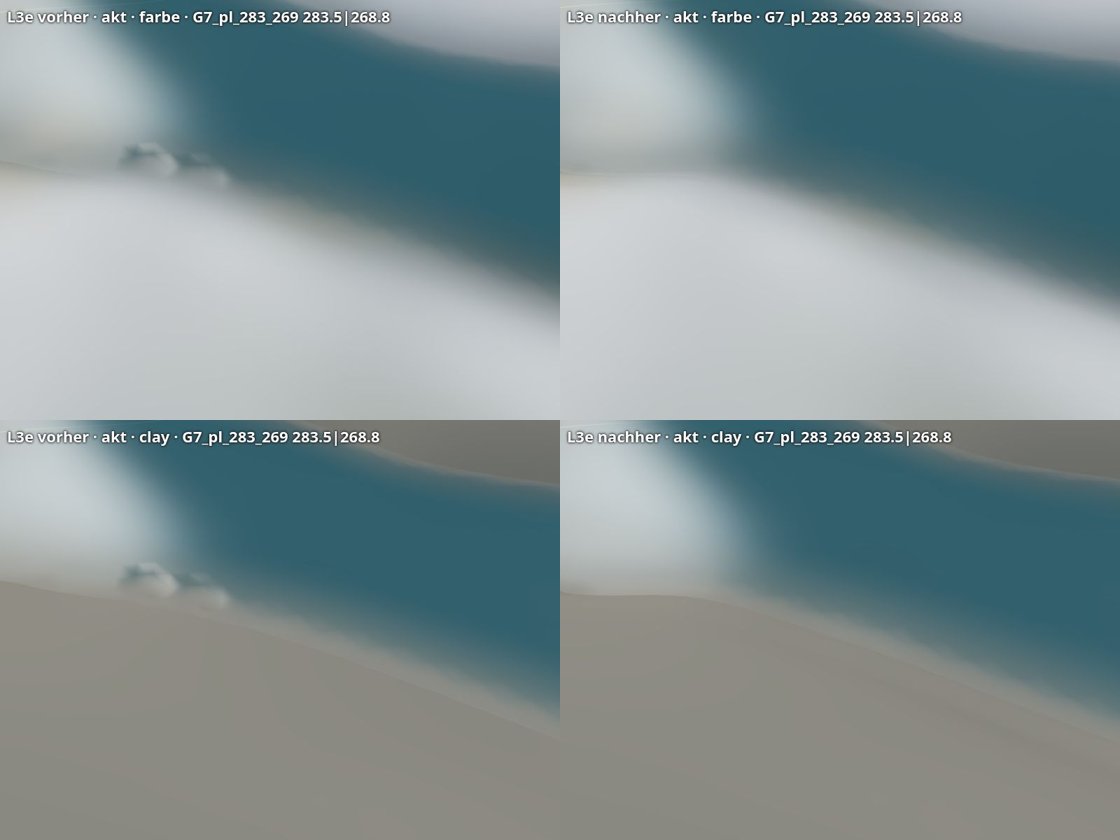 L3e vorher · akt · farbe · G7_pl_283_269 283.5|268.8
L3e nachher · akt · farbe · G7_pl_283_269 283.5|268.8
L3e vorher · akt · clay · G7_pl_283_269 283.5|268.8
L3e nachher · akt · clay · G7_pl_283_269 283.5|268.8